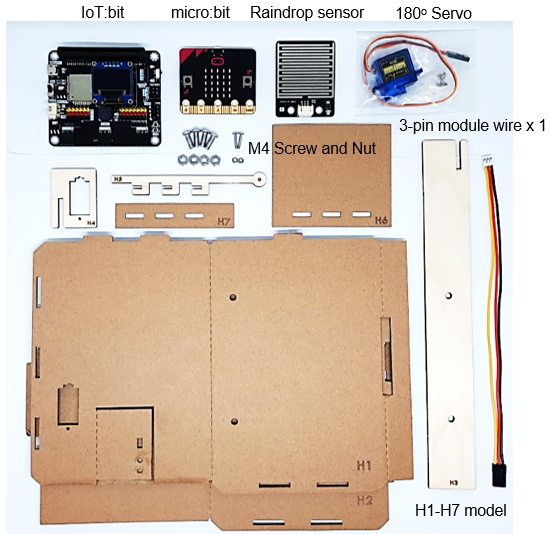 IoT:bit
micro:bit
Raindrop sensor
180º Servo
3-pin module wire x 1
M4 Screw and Nut
H4
H5
H7
H6
H1
H2
H3
H1-H7 model